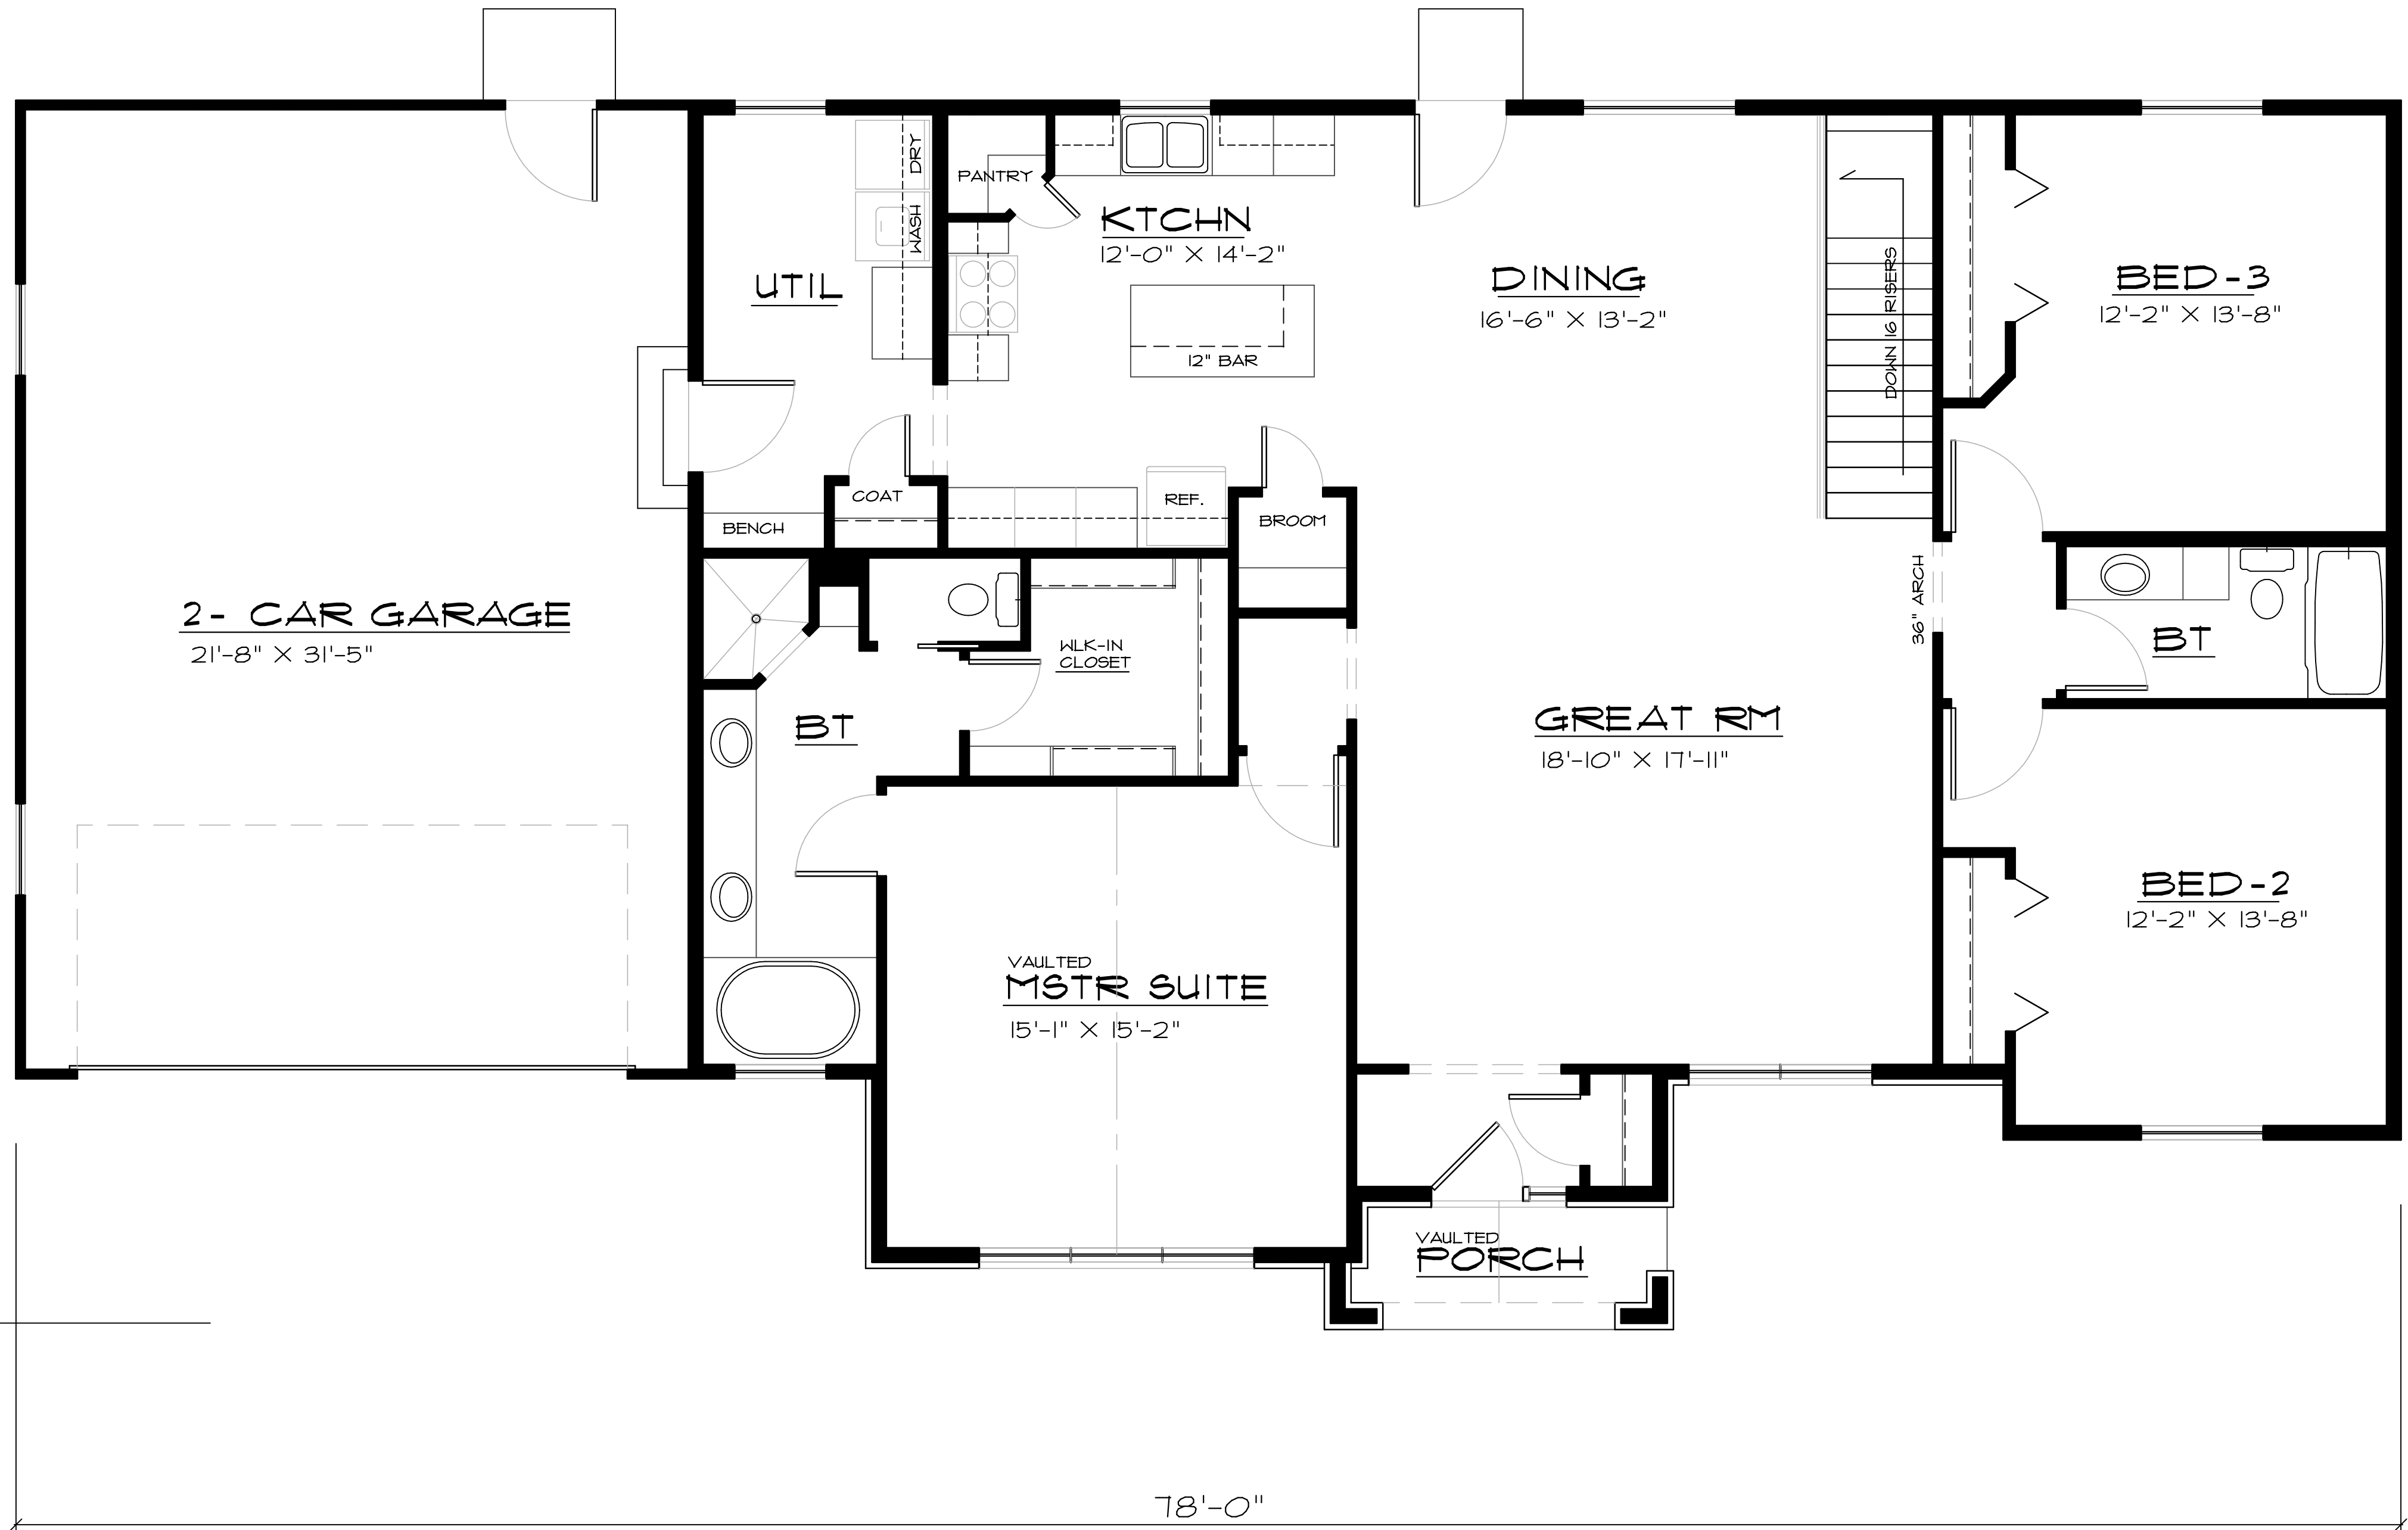 DRY
WASH
PANTRY
KTCHN
12'-0" X 14'-2"
UTIL
12" BAR
DINING
16'-6" X 13'-2"
DOWN 16 RISERS
BED-3
12'-2" X 13'-8"
COAT
BENCH
REF.
BROOM
2- CAR GARAGE
21'-8" X 31'-5"
WLK-IN
CLOSET
BT
36" ARCH
BT
GREAT RM
18'-10" X 17'-11"
BED-2
12'-2" X 13'-8"
VAULTED
MSTR SUITE
15'-1" X 15'-2"
VAULTED
PORCH
78'-0"